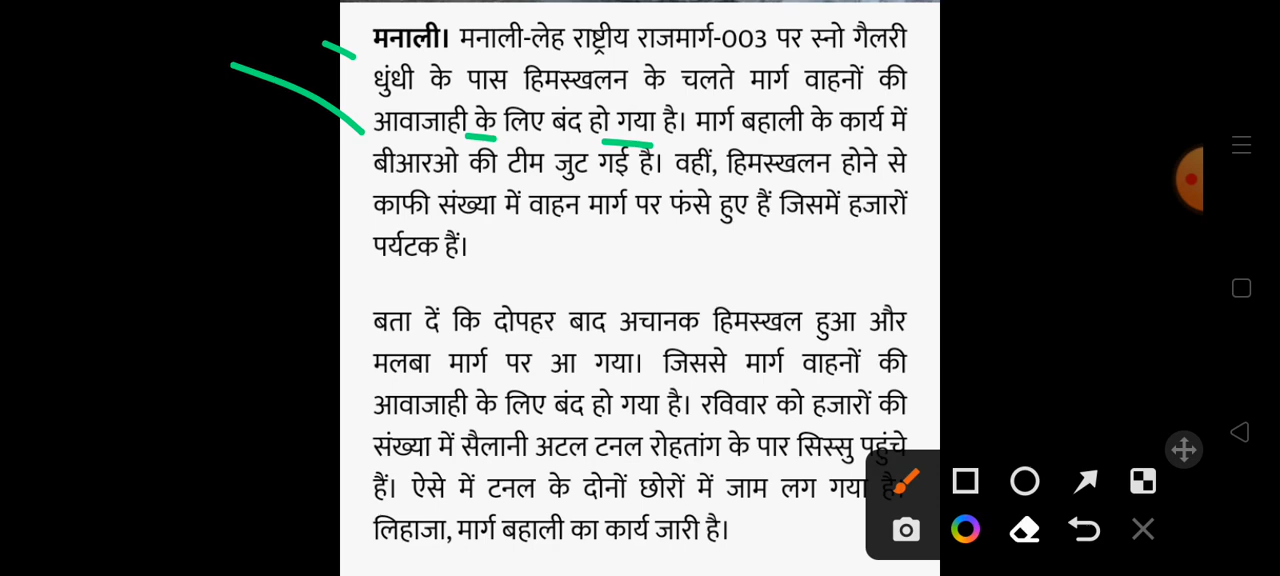 मनाली। मनाली-लेह राष्ट्रीय राजमार्ग-003 पर स्नो गैलरी
धुंधी के पास हिमस्खलन के चलते मार्ग वाहनों की
आवाजाही के लिए बंद हो गया है। मार्ग बहाली के कार्य में
बीआरओ की टीम जुट गई है। वहीं, हिमस्खलन होने से
काफी संख्या में वाहन मार्ग पर फंसे हुए हैं जिसमें हजारों
पर्यटक हैं।
बता दें कि दोपहर बाद अचानक हिमस्खल हुआ और
मलबा मार्ग पर आ गया। जिससे मार्ग वाहनों की
आवाजाही के लिए बंद हो गया है। रविवार को हजारों की
संख्या में सैलानी अटल टनल रोहतांग के पार सिस्सु पहुंचे
हैं। ऐसे में टनल के दोनों छोरों में जाम लग गया है।
लिहाजा, मार्ग बहाली का कार्य जारी है।